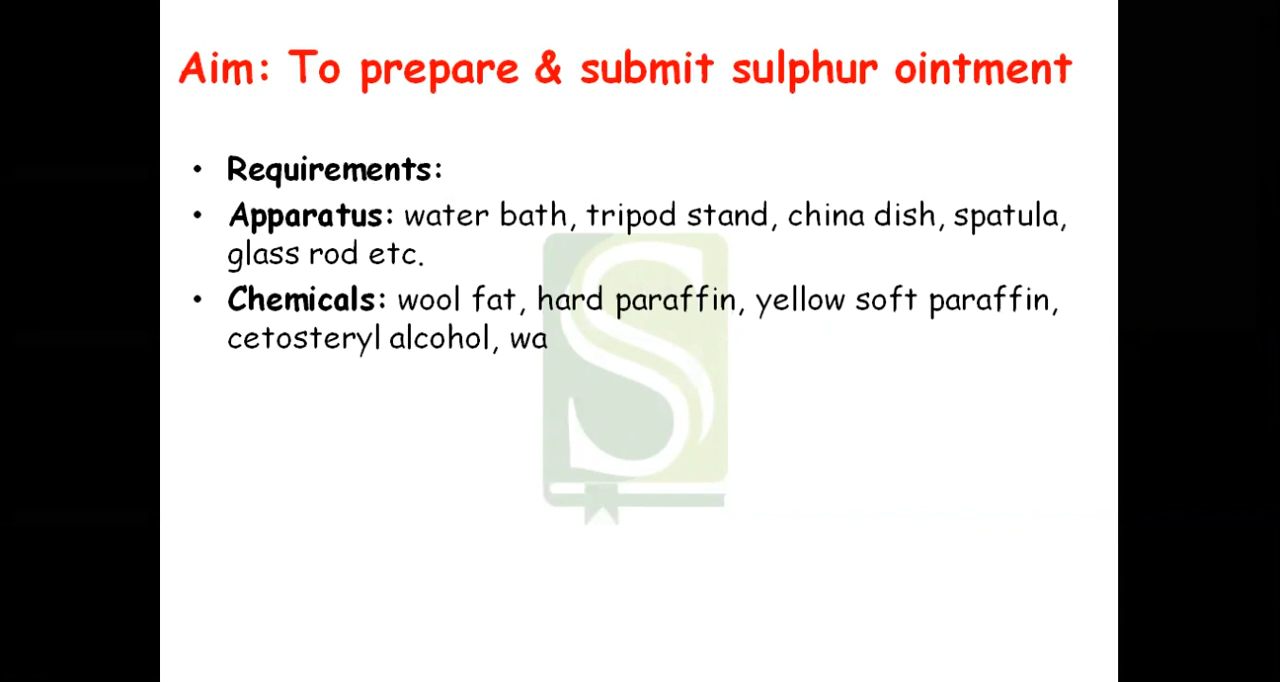 Aim: To prepare & submit sulphur ointment
• Requirements:
• Apparatus: water bath, tripod stand, china dish, spatula,
glass rod etc.
• Chemicals: wool fat, hard paraffin, yellow soft paraffin,
cetosteryl alcohol, wa
S